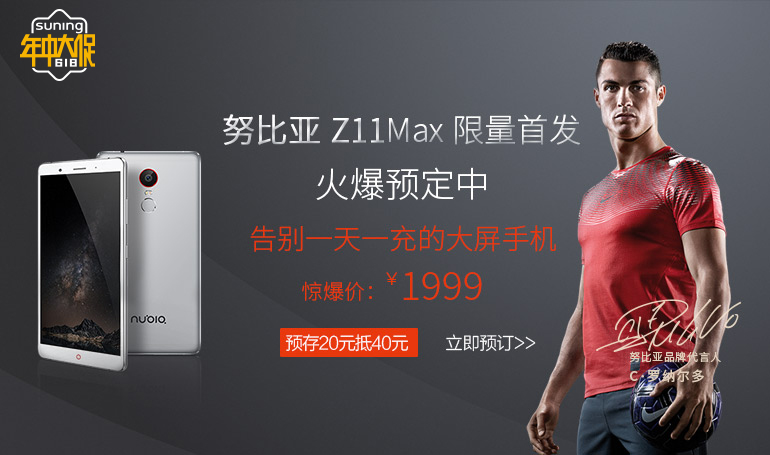 suning
年中大促
618
努比亚 Z11Max 限量首发
火爆预定中
告别一天一充的大屏手机
惊爆价：¥1999
预存20元抵40元
立即预订>>
nubia
努比亚品牌代言人
C·罗纳尔多